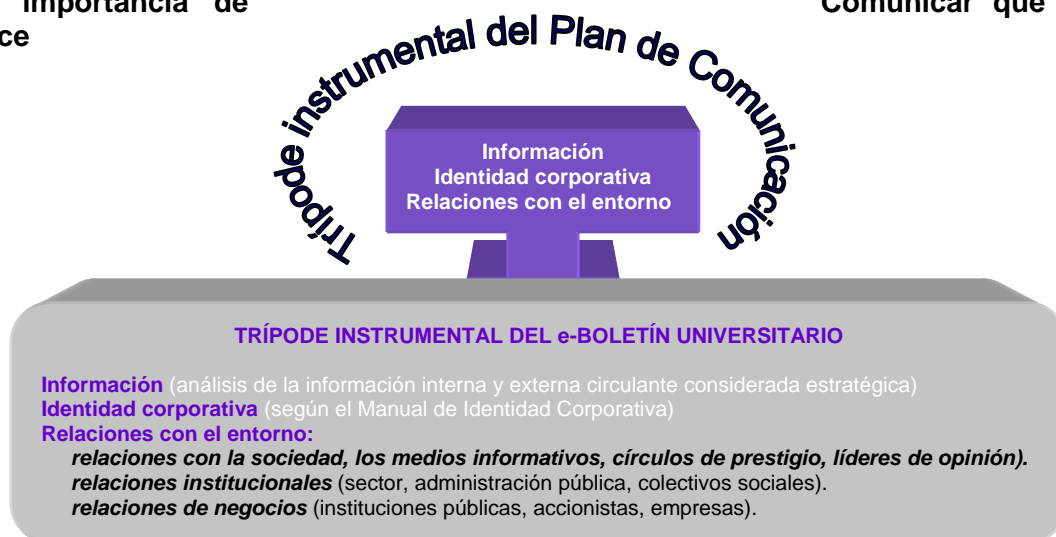 importancia de
Comunicar que
ce
Trípode instrumental del Plan de Comunicación
Información
Identidad corporativa
Relaciones con el entorno
TRÍPODE INSTRUMENTAL DEL e-BOLETÍN UNIVERSITARIO
Información (análisis de la información interna y externa circulante considerada estratégica)
Identidad corporativa (según el Manual de Identidad Corporativa)
Relaciones con el entorno:
relaciones con la sociedad, los medios informativos, círculos de prestigio, líderes de opinión).
relaciones institucionales (sector, administración pública, colectivos sociales).
relaciones de negocios (instituciones públicas, accionistas, empresas).